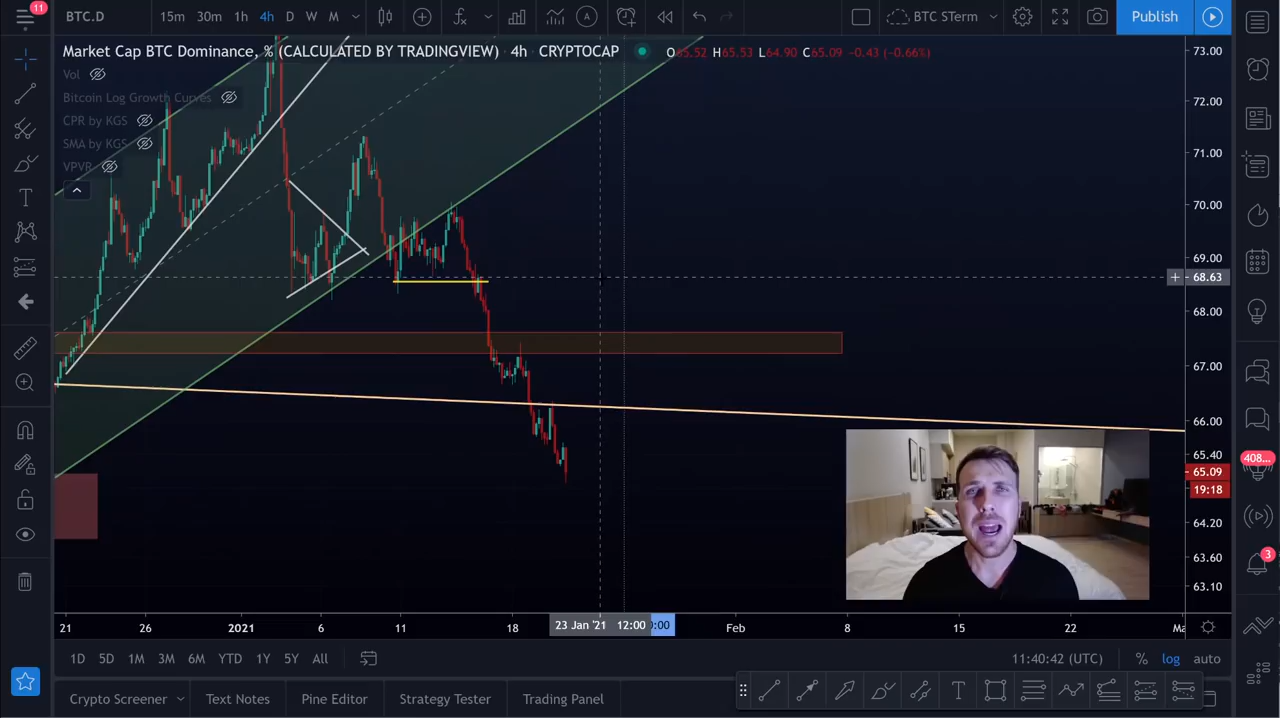 11
BTC.D
15m 30m 1h 4h D W M
BTC STerm
Publish
Market Cap BTC Dominance, % (CALCULATED BY TRADINGVIEW) · 4h · CRYPTOCAP
O65.52 H65.53 L64.90 C65.09 −0.43 (−0.66%)
Vol
Bitcoin Log Growth Curves
CPR by KGS
SMA by KGS
VPVR
73.00
72.00
71.00
70.00
69.00
68.63
68.00
67.00
66.00
65.40
65.09
19:18
64.20
63.60
63.10
408...
3
21 26 2021 6 11 18 23 Jan '21 12:00 Feb 8 15 22
1D 5D 1M 3M 6M YTD 1Y 5Y All
11:40:42 (UTC) % log auto
Crypto Screener Text Notes Pine Editor Strategy Tester Trading Panel